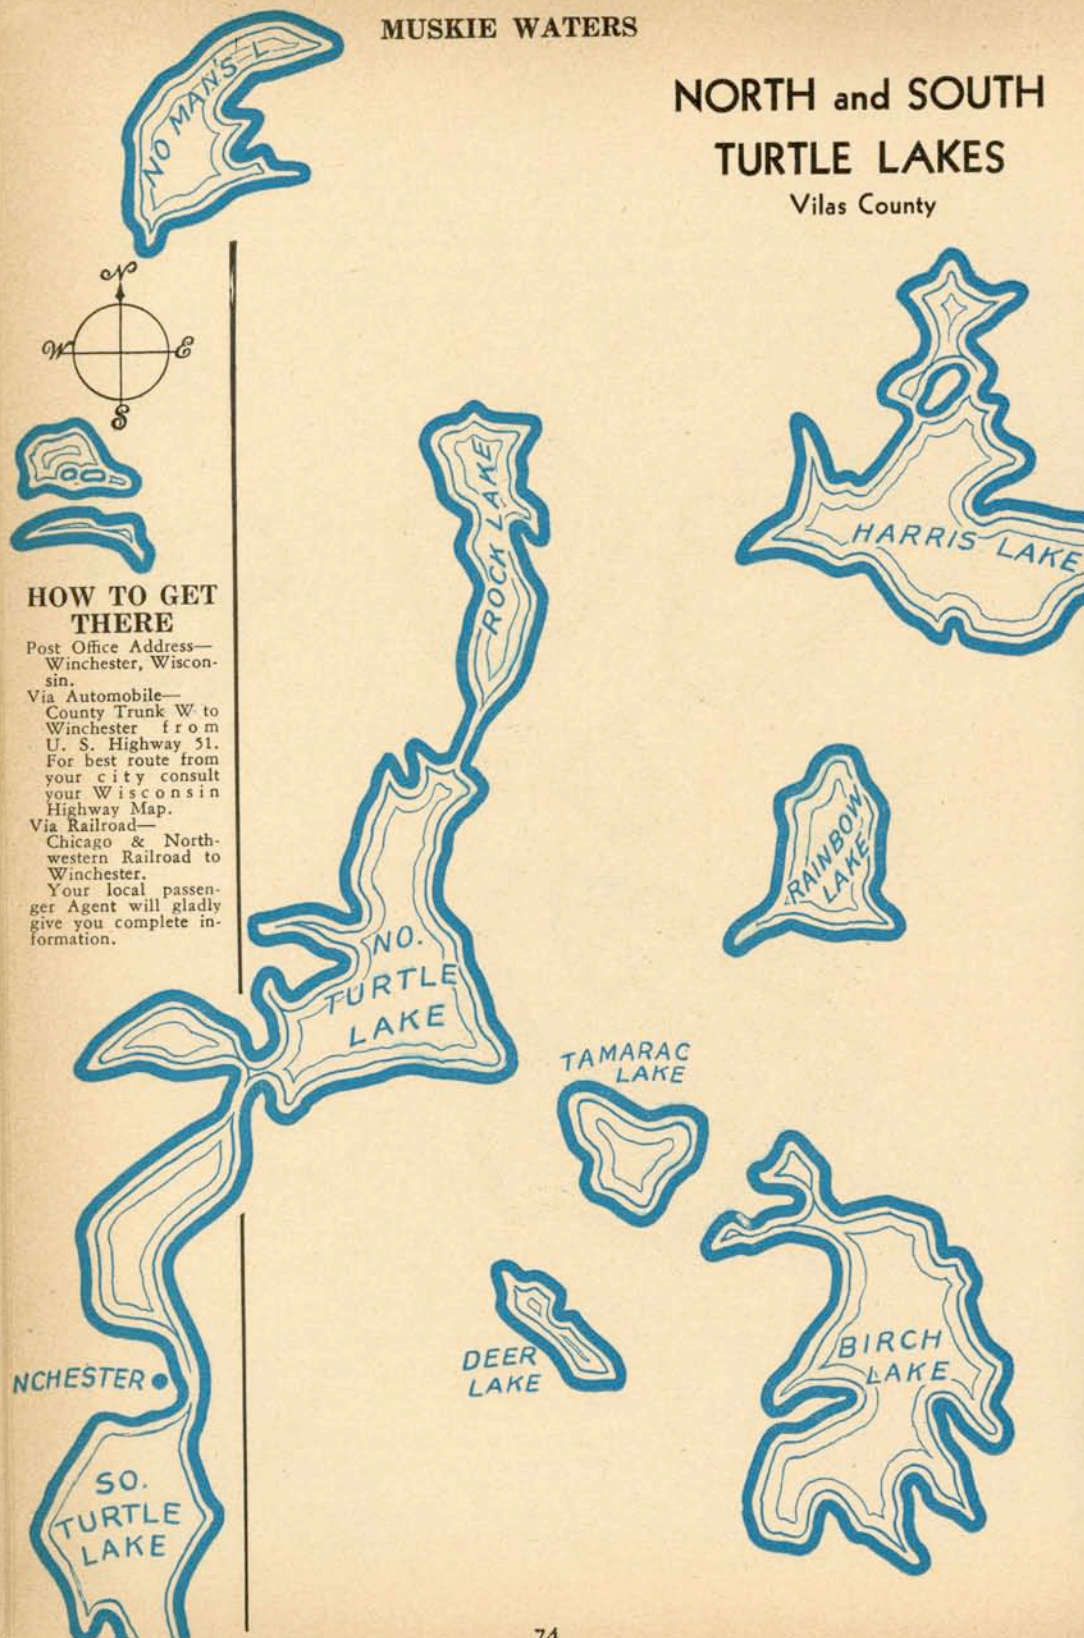 MUSKIE WATERS
NORTH and SOUTH
TURTLE LAKES
Vilas County
NO MAN'S L
N
W E
S
HOW TO GET
THERE
Post Office Address—
Winchester, Wiscon-
sin.
Via Automobile—
County Trunk W to
Winchester from
U. S. Highway 51.
For best route from
your city consult
your Wisconsin
Highway Map.
Via Railroad—
Chicago & North-
western Railroad to
Winchester.
Your local passen-
ger Agent will gladly
give you complete in-
formation.
ROCK LAKE
HARRIS LAKE
RAINBOW
LAKE
NO.
TURTLE
LAKE
TAMARAC
LAKE
DEER
LAKE
BIRCH
LAKE
NCHESTER
SO.
TURTLE
LAKE
74